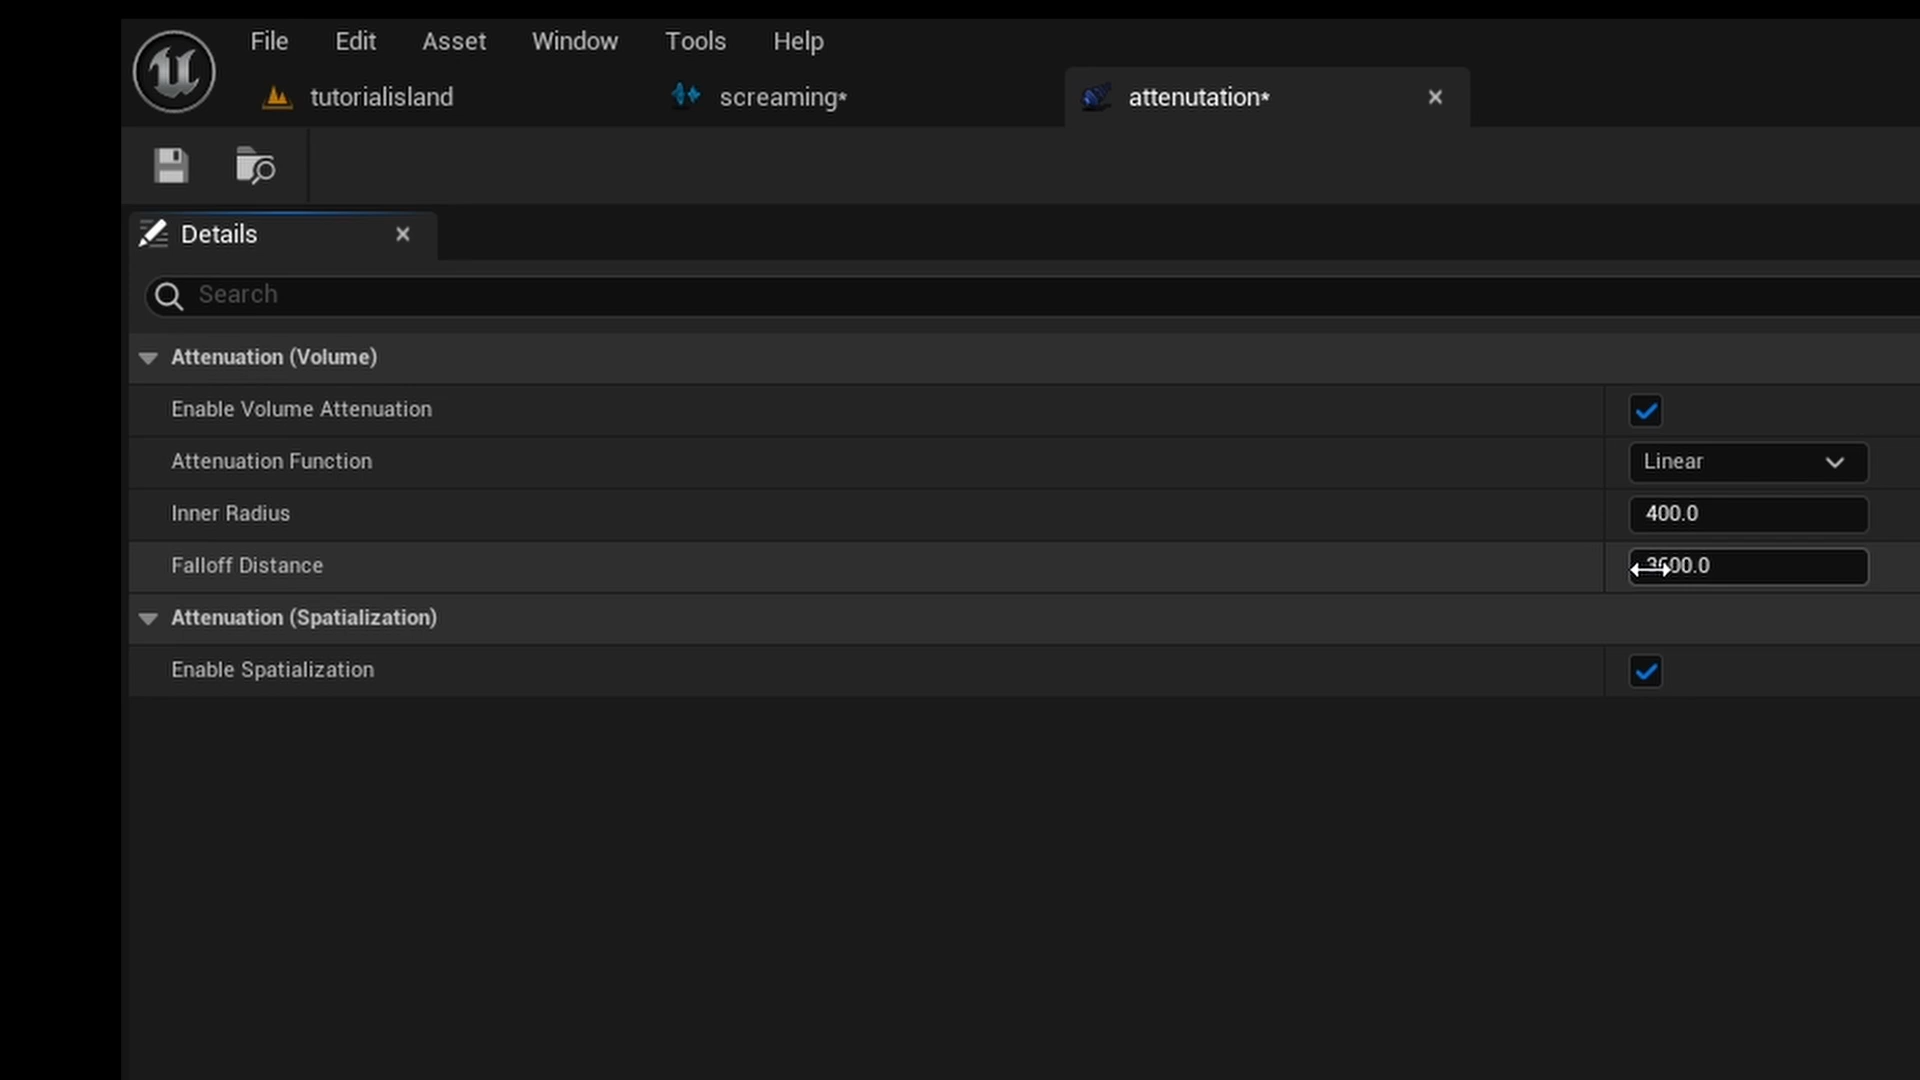 File Edit Asset Window Tools Help
tutorialisland screaming* attenutation*
Details
Search
Attenuation (Volume)
Enable Volume Attenuation
Attenuation Function Linear
Inner Radius 400.0
Falloff Distance
Attenuation (Spatialization)
Enable Spatialization